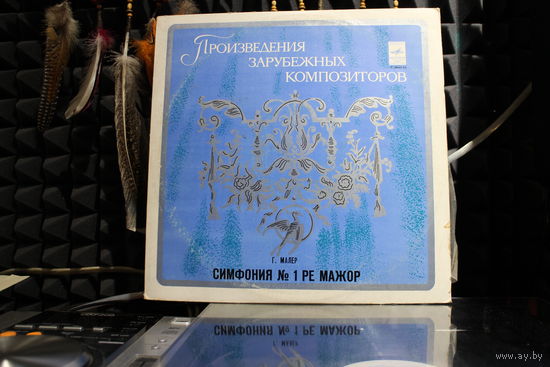 Произведения
зарубежных
композиторов
Г. МАЛЕР
СИМФОНИЯ № 1 РЕ МАЖОР
www.ay.by